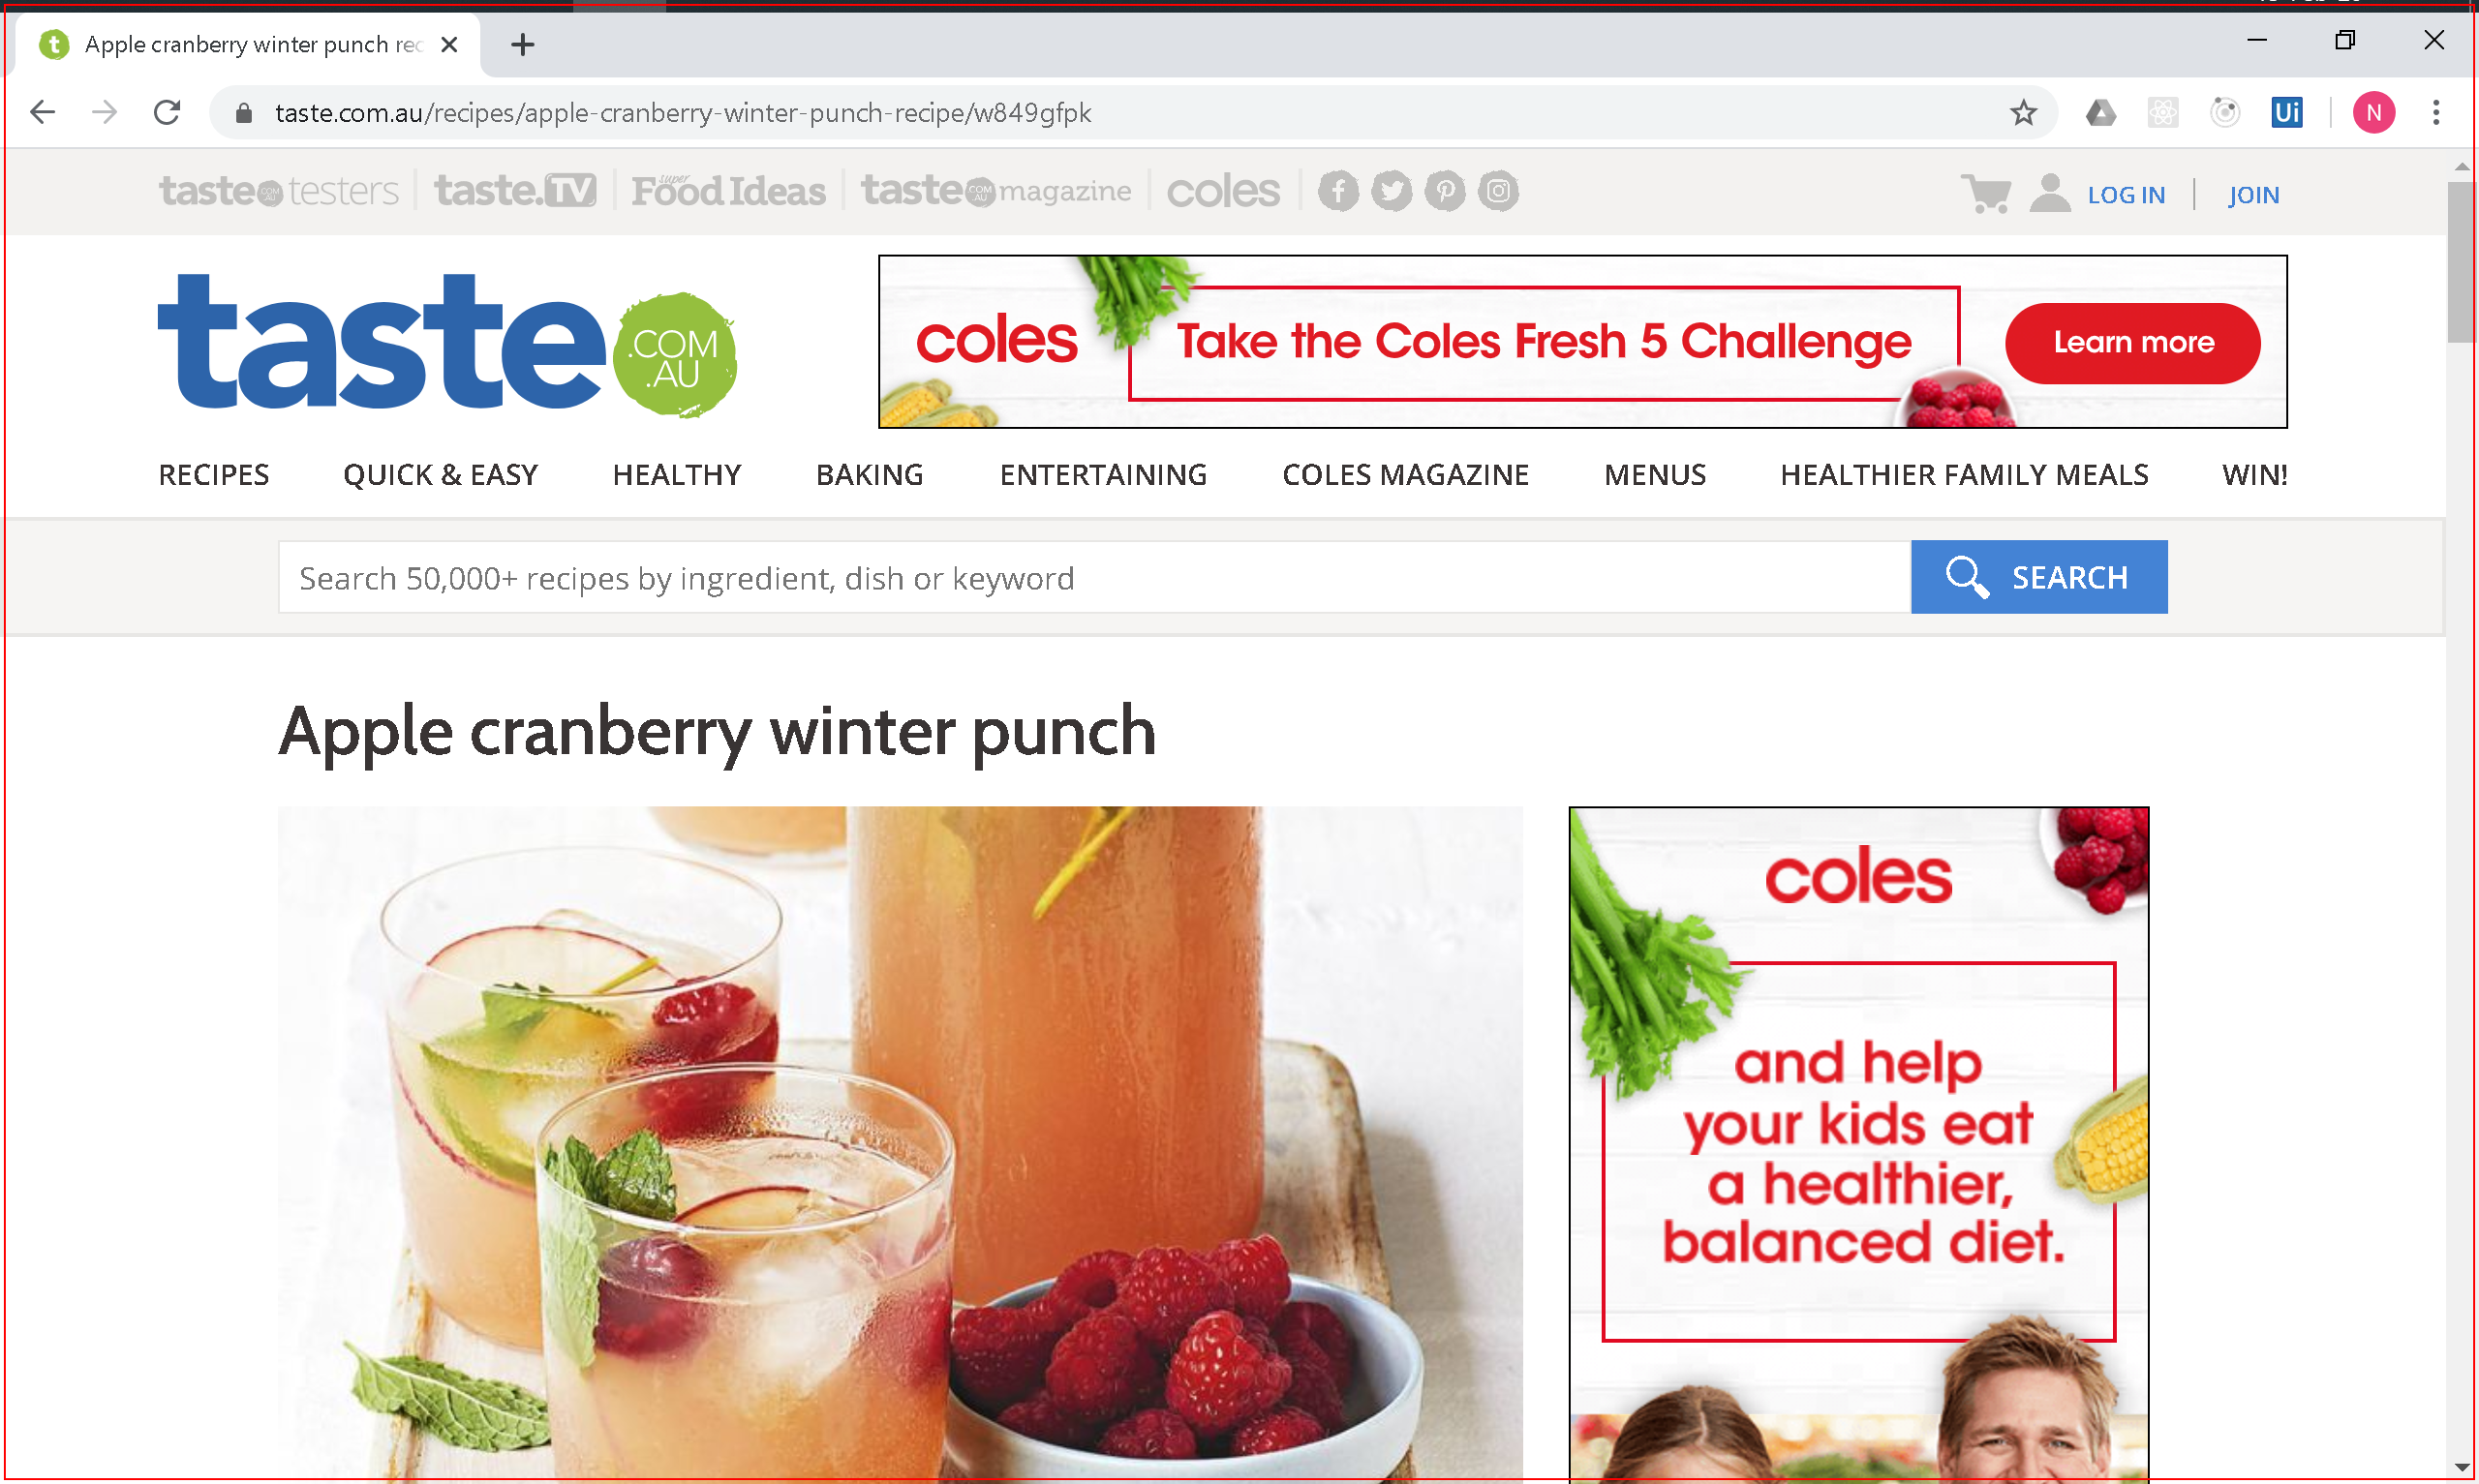 Apple cranberry winter punch rec
taste.com.au/recipes/apple-cranberry-winter-punch-recipe/w849gfpk
Ui
N
taste.COM.AU testers
taste.TV
super Food Ideas
taste.COM.AU magazine
coles
LOG IN
JOIN
taste.COM.AU
coles
Take the Coles Fresh 5 Challenge
Learn more
RECIPES
QUICK & EASY
HEALTHY
BAKING
ENTERTAINING
COLES MAGAZINE
MENUS
HEALTHIER FAMILY MEALS
WIN!
Search 50,000+ recipes by ingredient, dish or keyword
SEARCH
Apple cranberry winter punch
coles
and help
your kids eat
a healthier,
balanced diet.